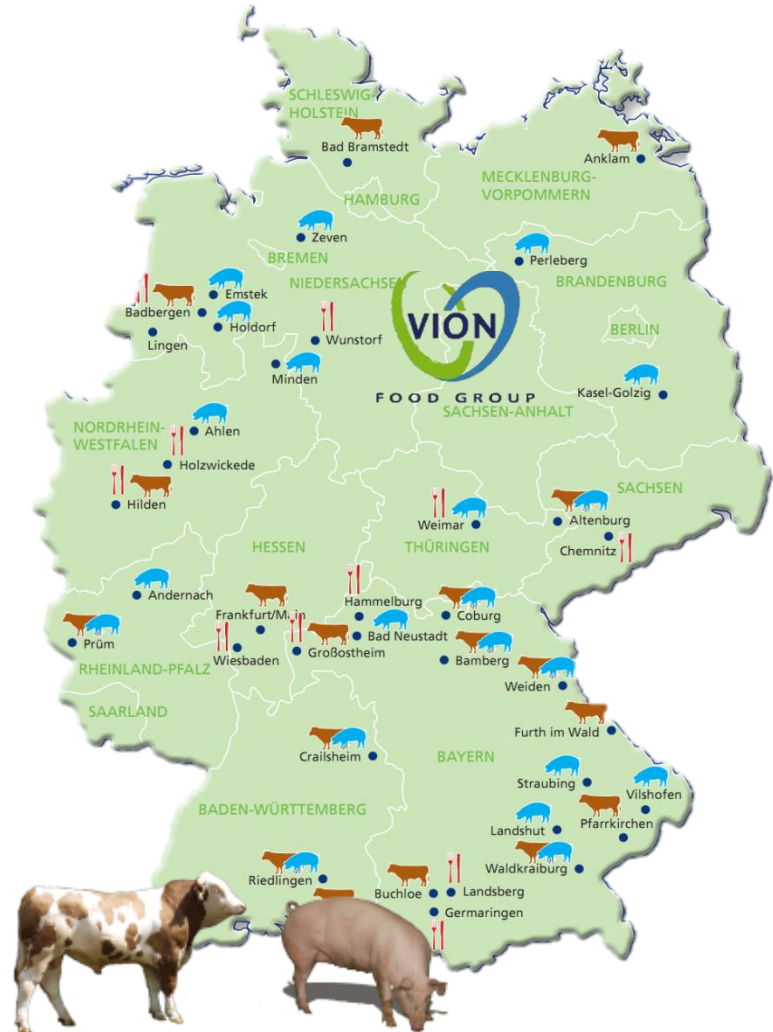 SCHLESWIG-
HOLSTEIN
Bad Bramstedt
Anklam
MECKLENBURG-
VORPOMMERN
HAMBURG
Zeven
BREMEN
Perleberg
NIEDERSACHSEN
BRANDENBURG
Emstek
Badbergen
Holdorf
Lingen
Wunstorf
VION
FOOD GROUP
BERLIN
Minden
Kasel-Golzig
SACHSEN-ANHALT
NORDRHEIN-
WESTFALEN
Ahlen
Holzwickede
Hilden
SACHSEN
Weimar
Altenburg
HESSEN
THÜRINGEN
Chemnitz
Andernach
Hammelburg
Frankfurt/Main
Coburg
Bad Neustadt
Prüm
Großostheim
Wiesbaden
Bamberg
RHEINLAND-PFALZ
Weiden
SAARLAND
Furth im Wald
Crailsheim
BAYERN
Straubing
Vilshofen
BADEN-WÜRTTEMBERG
Pfarrkirchen
Landshut
Waldkraiburg
Riedlingen
Buchloe
Landsberg
Germaringen